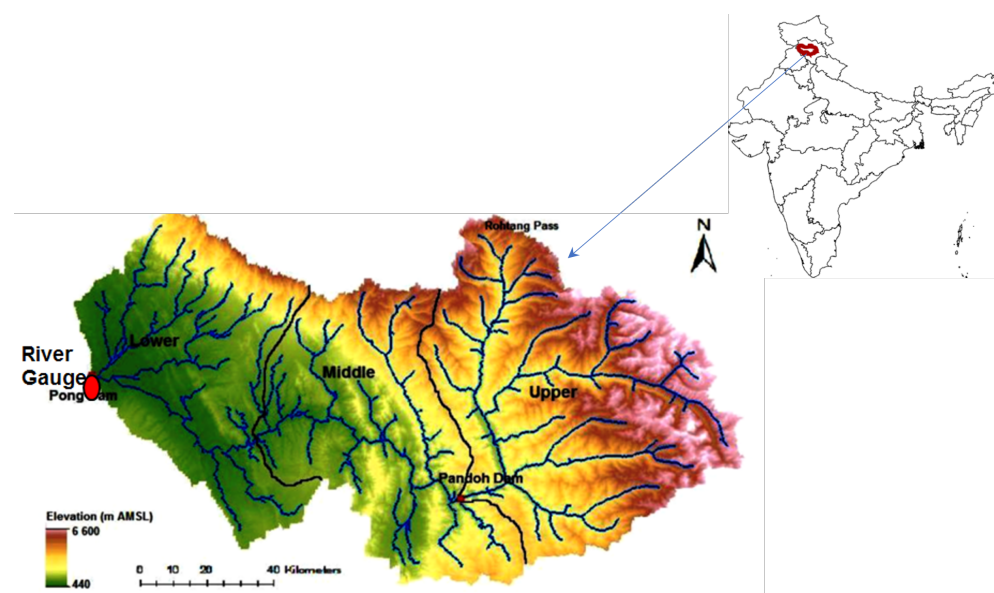 Rohtang Pass
N
Lower
River
Gauge
Pong Dam
Middle
Upper
Pandoh Dam
Elevation (m AMSL)
6 600
440
0 10 20 40 Kilometers